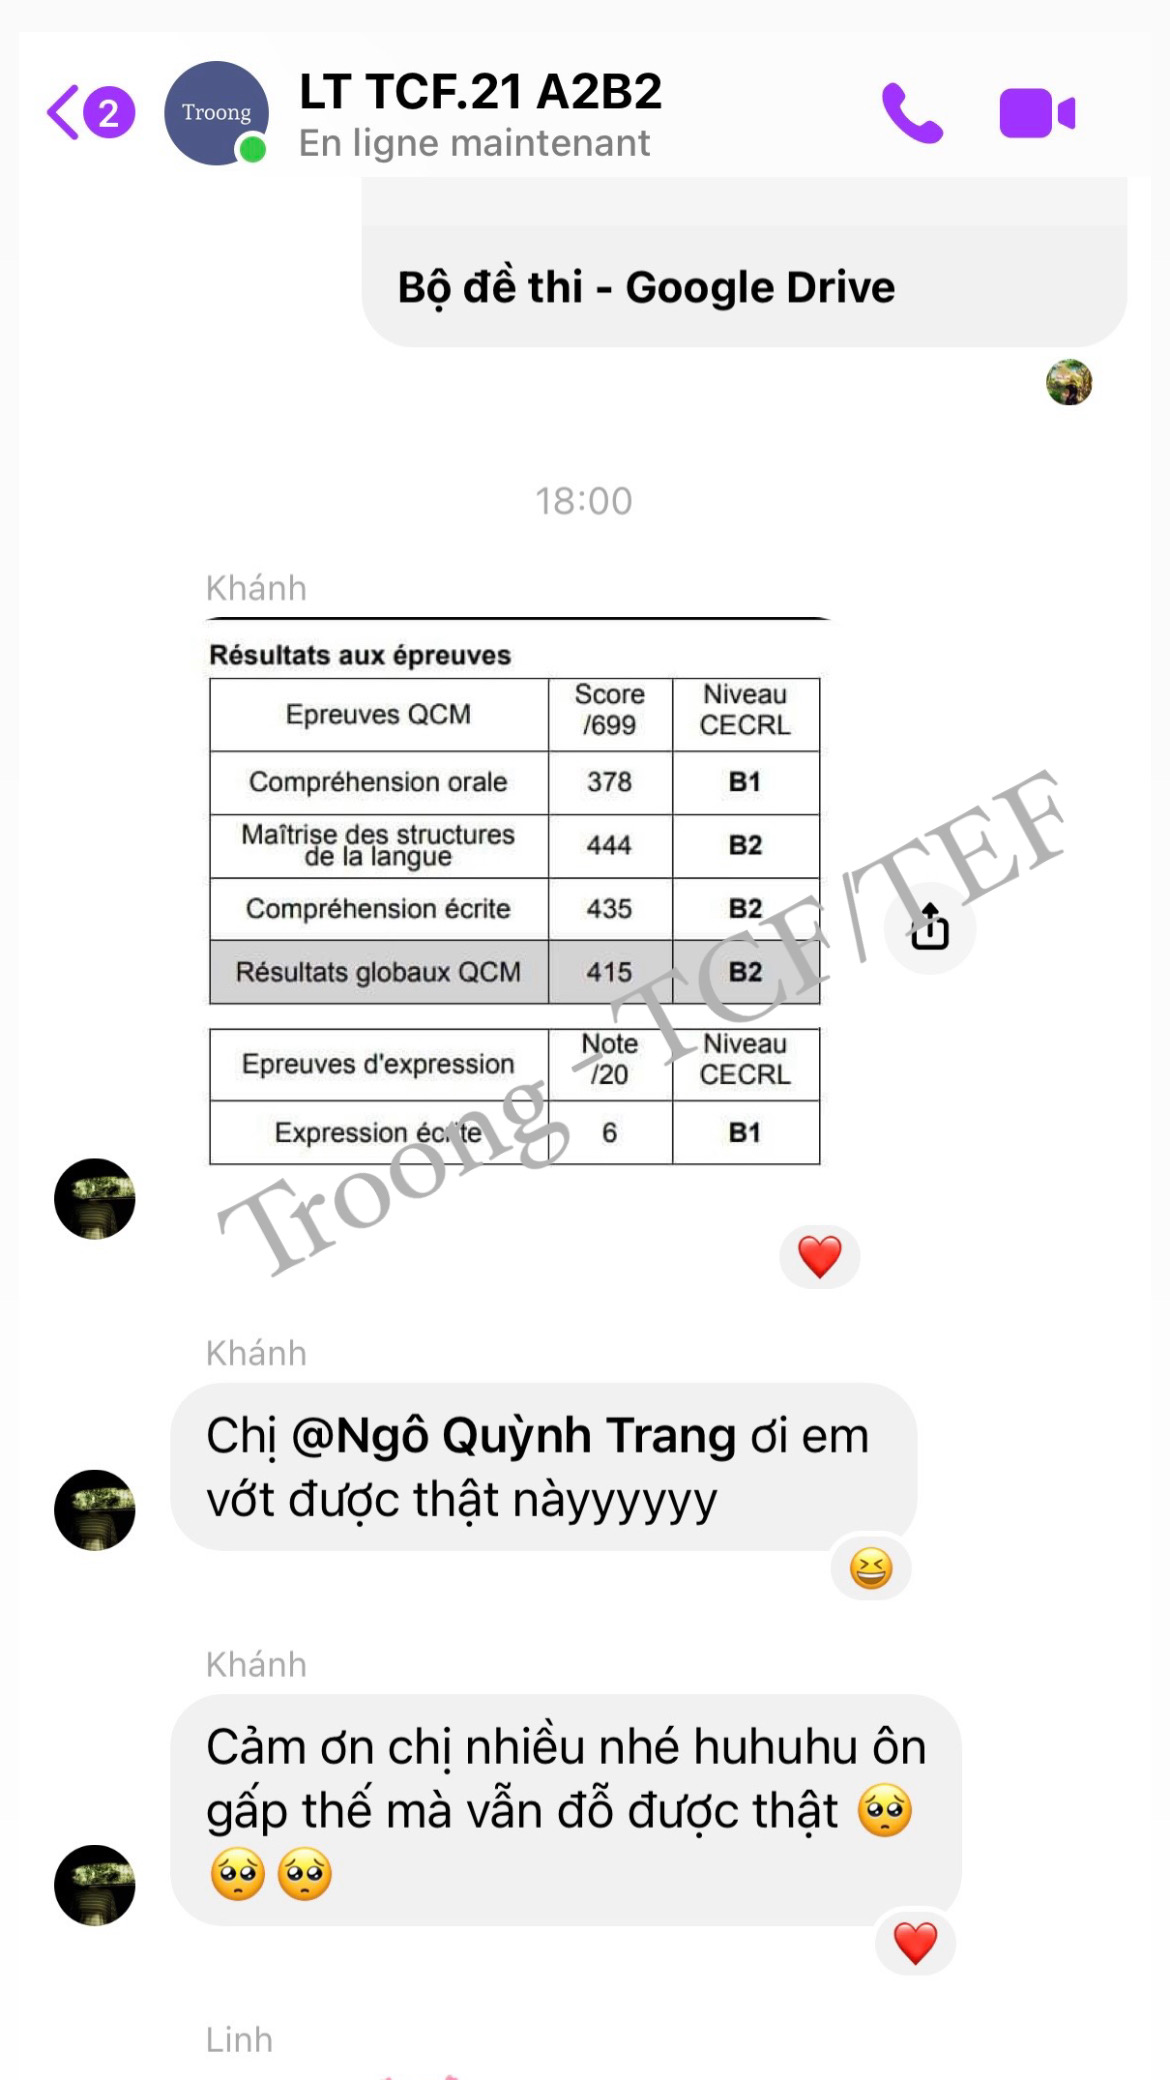 2
Troong
LT TCF.21 A2B2
En ligne maintenant
Bộ đề thi - Google Drive
18:00
Khánh
Résultats aux épreuves
Epreuves QCM
Score
/699
Niveau
CECRL
Compréhension orale
378
B1
Maîtrise des structures
de la langue
444
B2
Compréhension écrite
435
B2
Résultats globaux QCM
415
B2
Epreuves d'expression
Note
/20
Niveau
CECRL
Expression écrite
6
B1
Troong - TCF/TEF
Khánh
Chị @Ngô Quỳnh Trang ơi em
vớt được thật nàyyyyyy
Khánh
Cảm ơn chị nhiều nhé huhuhu ôn
gấp thế mà vẫn đỗ được thật 🥺
🥺🥺
Linh